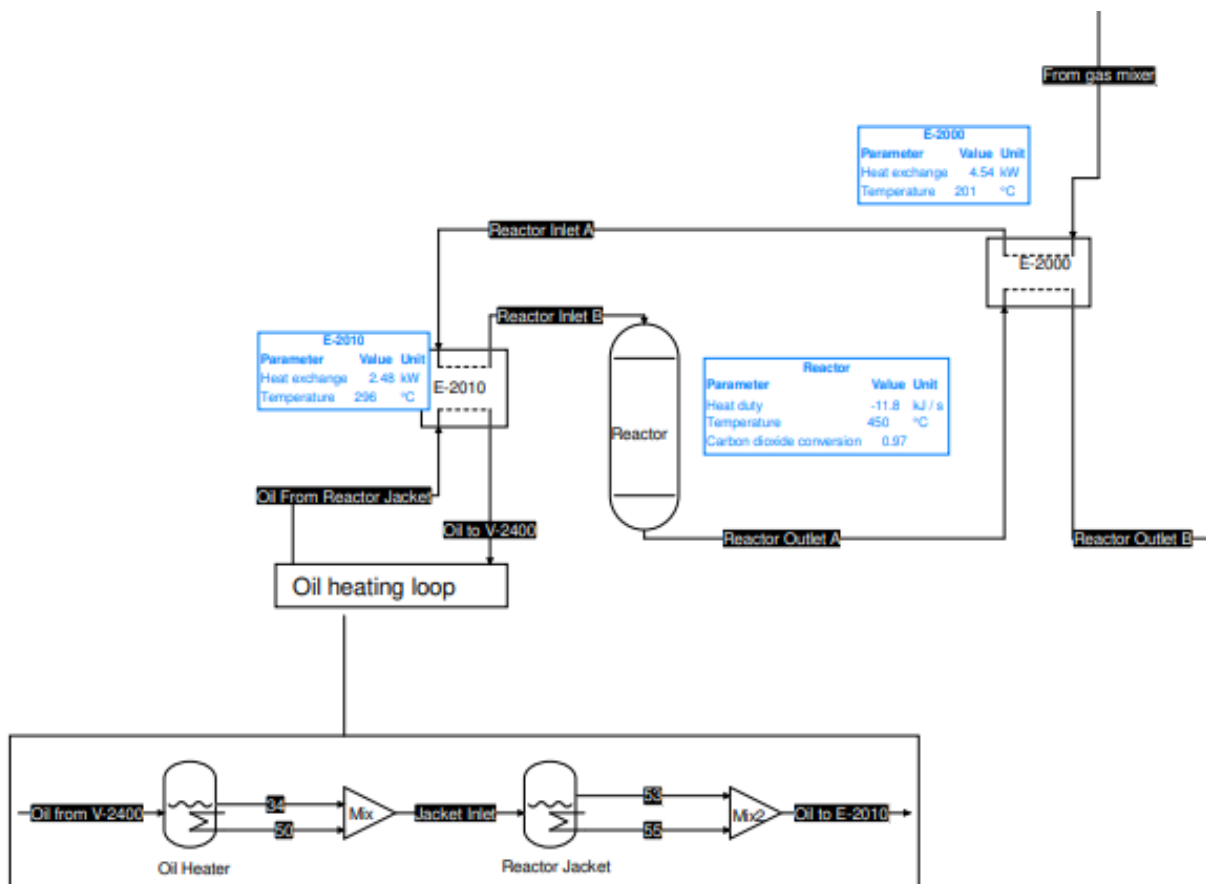 From gas mixer
E-2000
Parameter Value Unit
Heat exchange 4.54 kW
Temperature 201 °C
Reactor Inlet A
E-2000
Reactor Inlet B
E-2010
Parameter Value Unit
Heat exchange 2.48 kW
Temperature 296 °C
E-2010
Reactor
Parameter Value Unit
Heat duty -11.8 kJ / s
Temperature 450 °C
Carbon dioxide conversion 0.97
Reactor
Oil From Reactor Jacket
Oil to V-2400
Reactor Outlet A
Reactor Outlet B
Oil heating loop
Oil from V-2400
34
50
Mix
Jacket Inlet
53
55
Mix2
Oil to E-2010
Oil Heater
Reactor Jacket